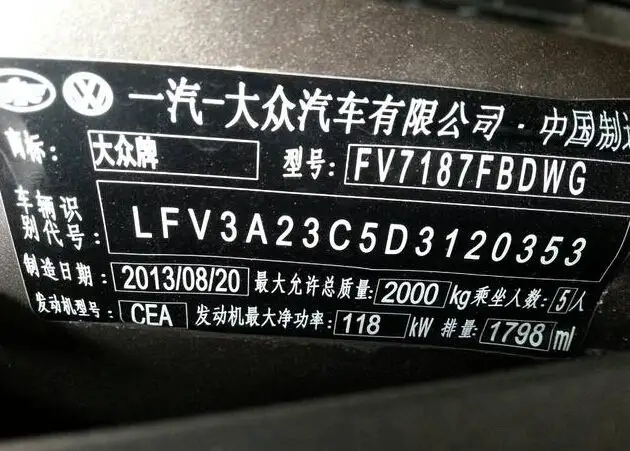 一汽-大众汽车有限公司·中国制造
商标: 大众牌 型号: FV7187FBDWG
车辆识别代号: LFV3A23C5D3120353
制造日期: 2013/08/20 最大允许总质量: 2000 kg 乘坐人数: 5人
发动机型号: CEA 发动机最大净功率: 118 kW 排量: 1798 ml